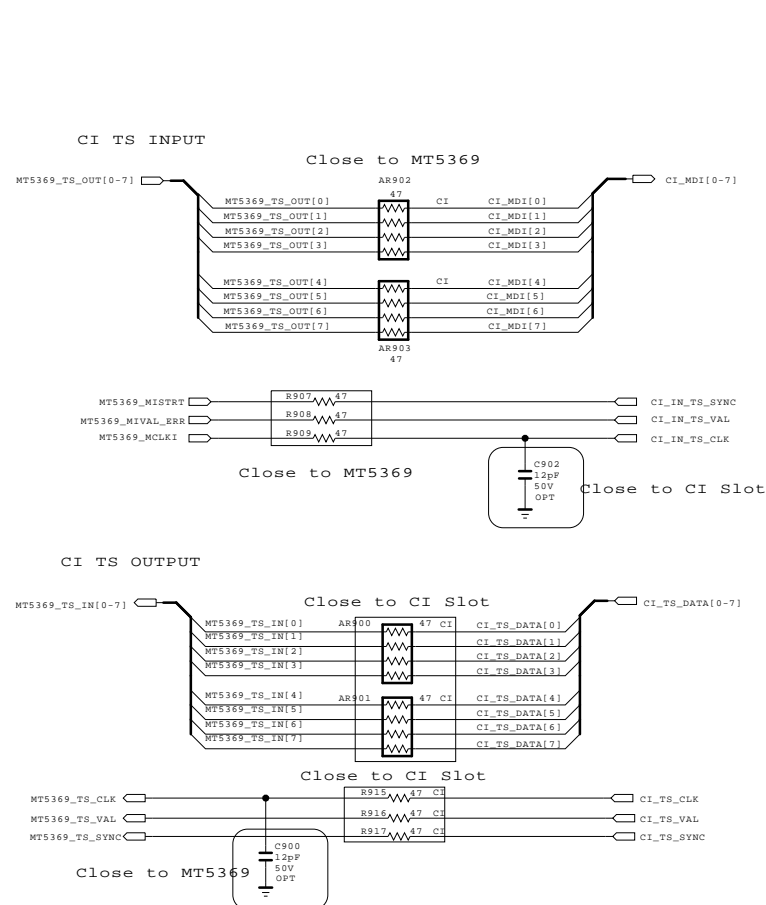 CI TS INPUT
Close to MT5369
MT5369_TS_OUT[0-7]
AR902
CI_MDI[0-7]
47
MT5369_TS_OUT[0]
CI
CI_MDI[0]
MT5369_TS_OUT[1]
CI_MDI[1]
MT5369_TS_OUT[2]
CI_MDI[2]
MT5369_TS_OUT[3]
CI_MDI[3]
MT5369_TS_OUT[4]
CI
CI_MDI[4]
MT5369_TS_OUT[5]
CI_MDI[5]
MT5369_TS_OUT[6]
CI_MDI[6]
MT5369_TS_OUT[7]
CI_MDI[7]
AR903
47
MT5369_MISTRT
R907
47
CI_IN_TS_SYNC
MT5369_MIVAL_ERR
R908
47
CI_IN_TS_VAL
MT5369_MCLKI
R909
47
CI_IN_TS_CLK
Close to MT5369
C902
12pF
50V
OPT
Close to CI Slot
CI TS OUTPUT
Close to CI Slot
MT5369_TS_IN[0-7]
CI_TS_DATA[0-7]
MT5369_TS_IN[0]
AR900
47
CI
CI_TS_DATA[0]
MT5369_TS_IN[1]
CI_TS_DATA[1]
MT5369_TS_IN[2]
CI_TS_DATA[2]
MT5369_TS_IN[3]
CI_TS_DATA[3]
MT5369_TS_IN[4]
AR901
47
CI
CI_TS_DATA[4]
MT5369_TS_IN[5]
CI_TS_DATA[5]
MT5369_TS_IN[6]
CI_TS_DATA[6]
MT5369_TS_IN[7]
CI_TS_DATA[7]
Close to CI Slot
MT5369_TS_CLK
R915
47
CI
CI_TS_CLK
MT5369_TS_VAL
R916
47
CI
CI_TS_VAL
MT5369_TS_SYNC
R917
47
CI
CI_TS_SYNC
C900
12pF
50V
OPT
Close to MT5369